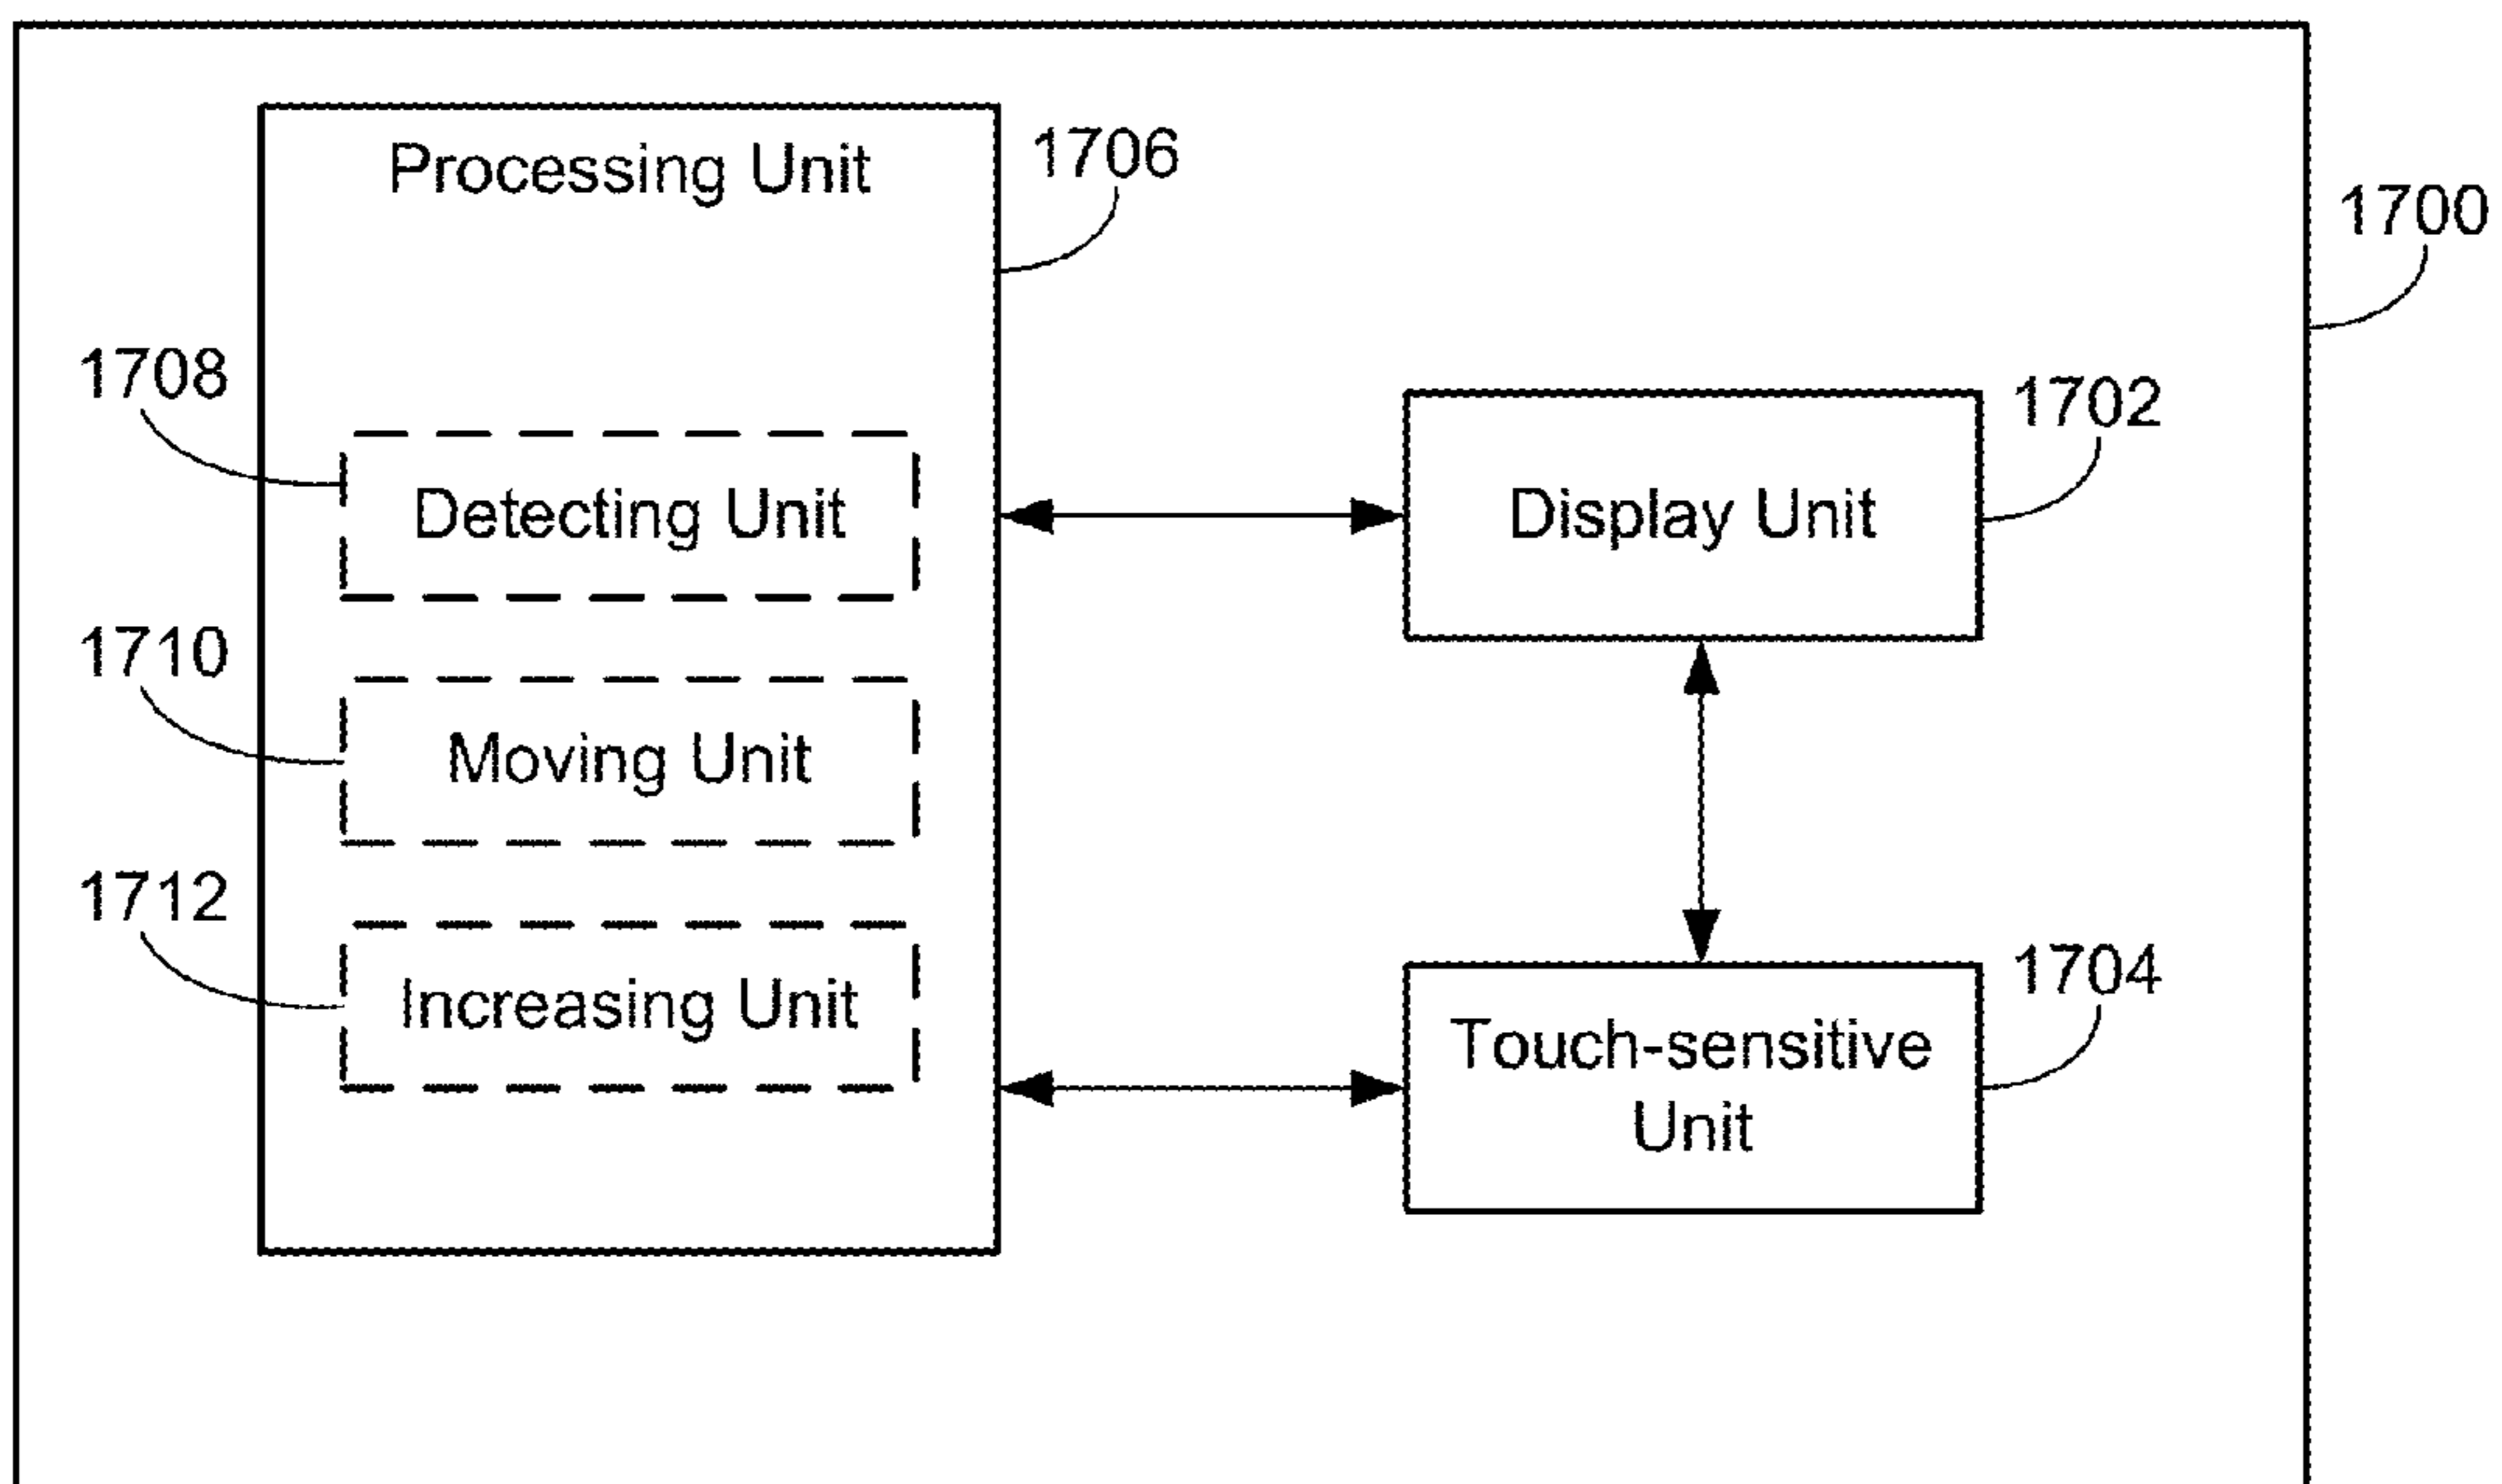 Processing Unit
1706
1700
1708
Detecting Unit
Display Unit
1702
1710
Moving Unit
1712
Increasing Unit
1704
Touch-sensitive
Unit